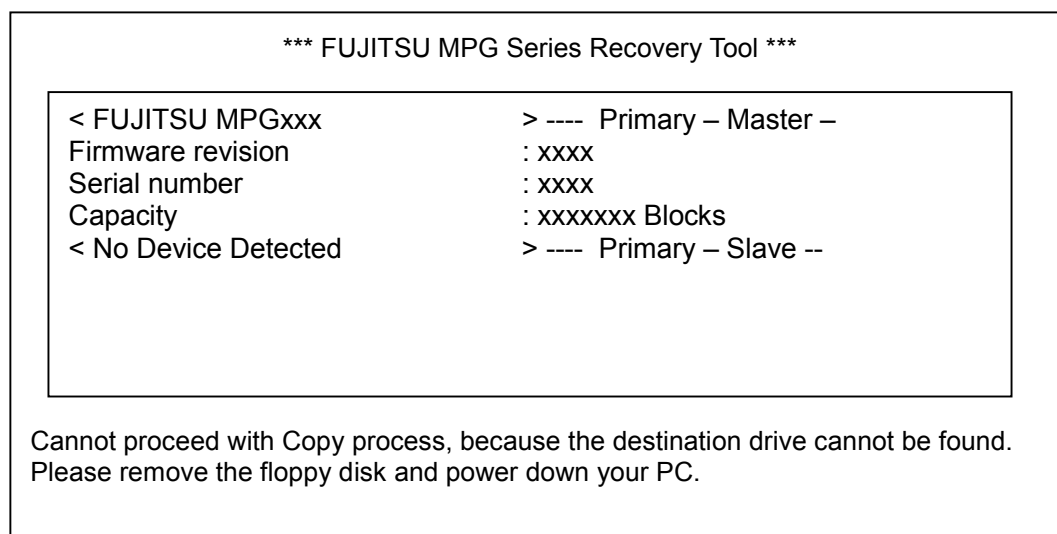 *** FUJITSU MPG Series Recovery Tool ***
< FUJITSU MPGxxx > ---- Primary – Master –
Firmware revision : xxxx
Serial number : xxxx
Capacity : xxxxxxx Blocks
< No Device Detected > ---- Primary – Slave --
Cannot proceed with Copy process, because the destination drive cannot be found.
Please remove the floppy disk and power down your PC.